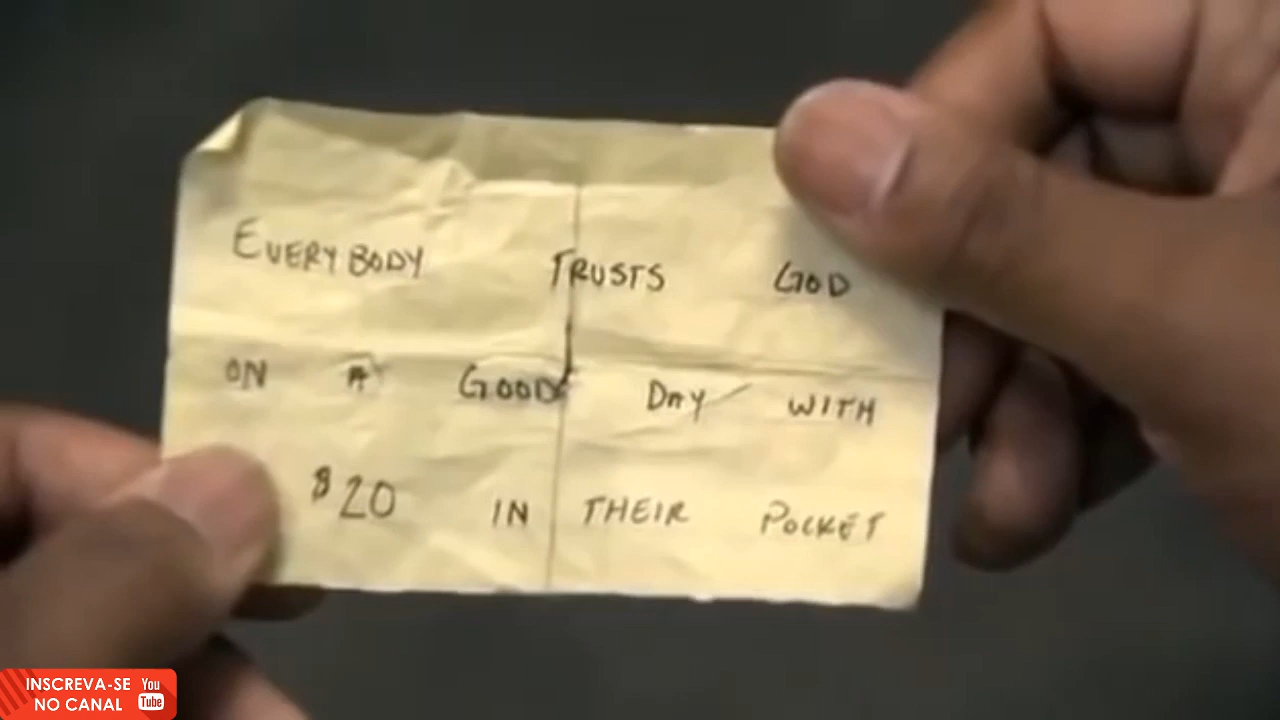 EVERYBODY TRUSTS GOD
ON A GOOD DAY WITH
$20 IN THEIR POCKET
INSCREVA-SE
NO CANAL
You
Tube